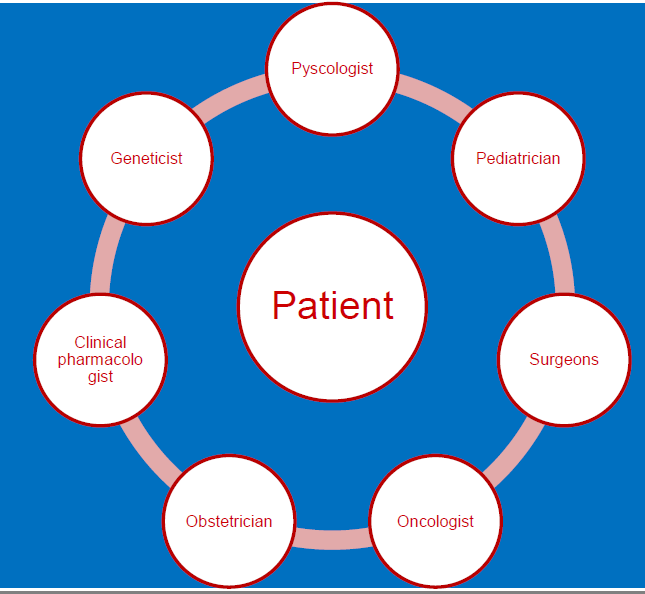 Pyscologist
Geneticist
Pediatrician
Patient
Clinical
pharmacolo
gist
Surgeons
Obstetrician
Oncologist